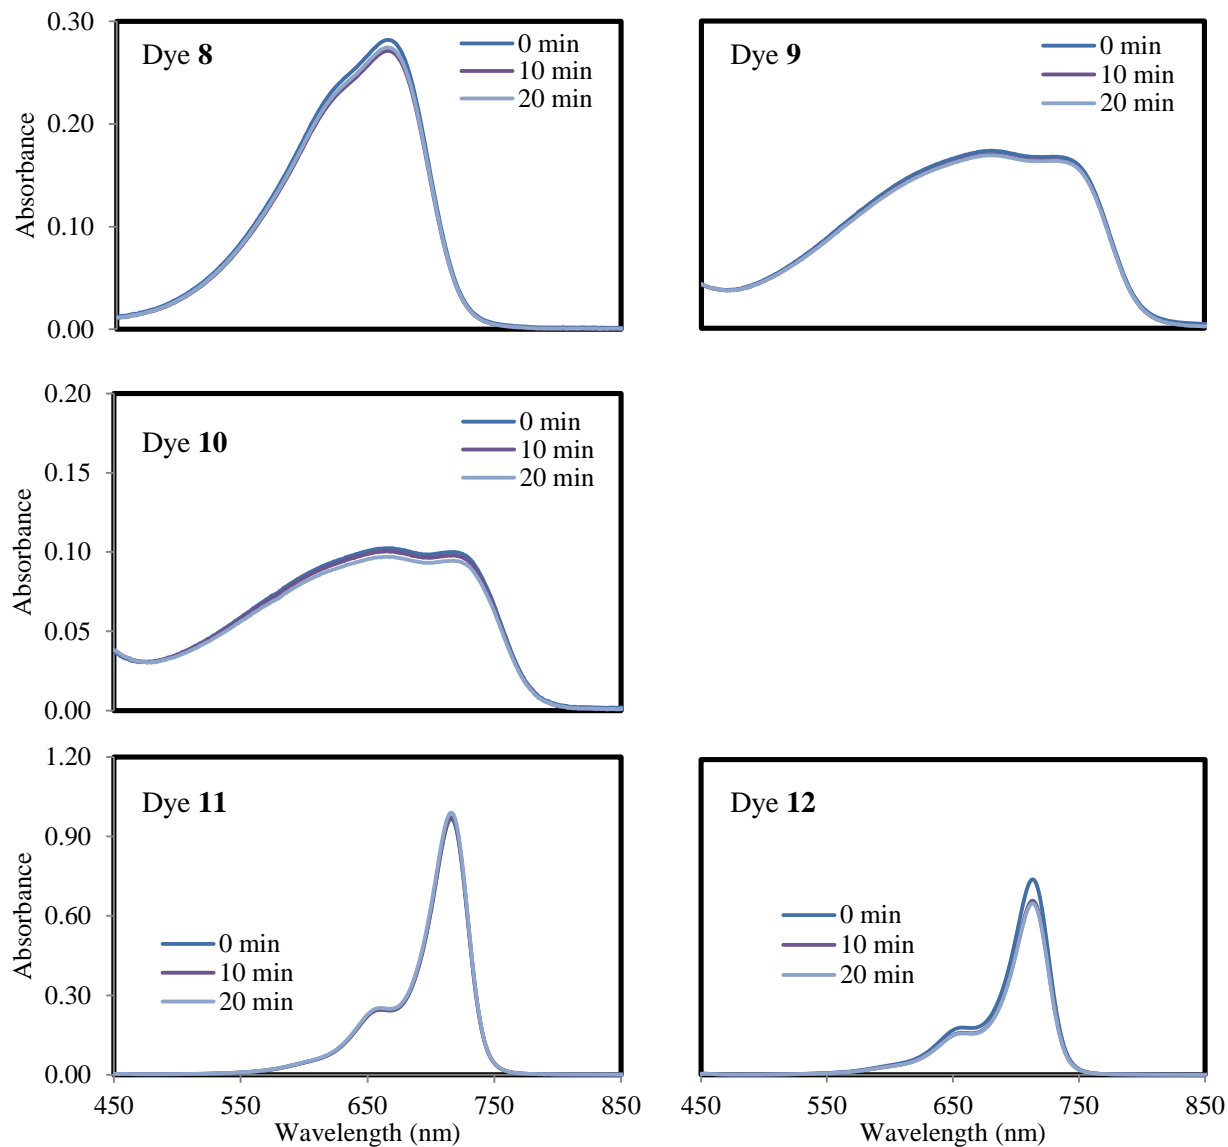 Dye 8
0 min
10 min
20 min
0.30
0.20
0.10
0.00
Absorbance
Dye 9
0 min
10 min
20 min
Dye 10
0 min
10 min
20 min
0.20
0.15
0.10
0.05
0.00
Absorbance
Dye 11
0 min
10 min
20 min
1.20
0.90
0.60
0.30
0.00
Absorbance
450 550 650 750 850
Wavelength (nm)
Dye 12
0 min
10 min
20 min
450 550 650 750 850
Wavelength (nm)